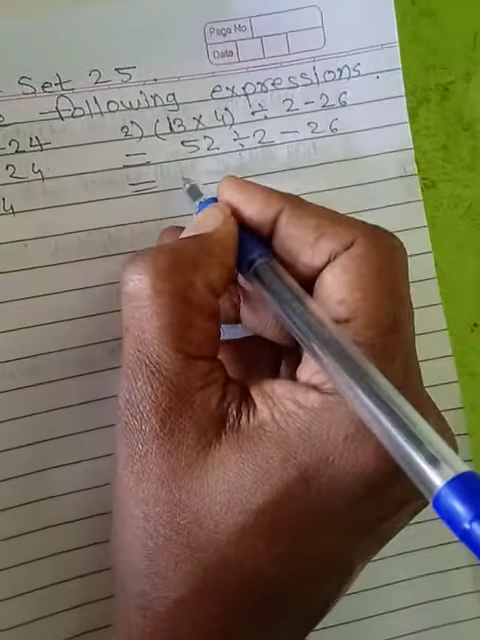 Page No.
Date
Set 25.
following expressions.
-24
2) (13 × 4) ÷ 2 - 26
24
= 52 ÷ 2 - 26
4
=